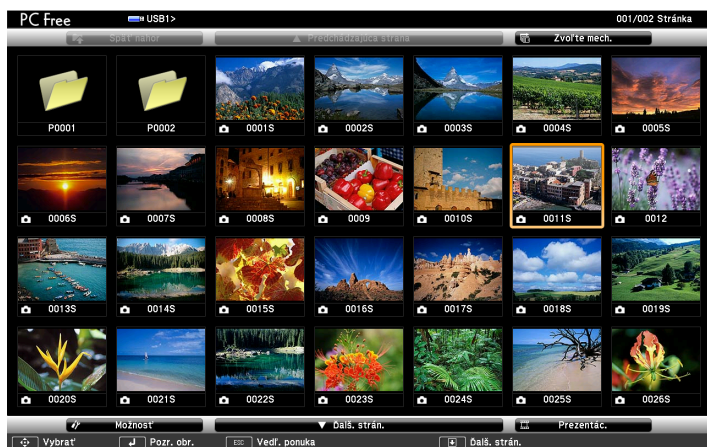 PC Free USB1> 001/002 Stránka
Späť nahor ▲ Predchádzajúca strana Zvoľte mech.
P0001 P0002 0001S 0002S 0003S 0004S 0005S
0006S 0007S 0008S 0009 0010S 0011S 0012
0013S 0014S 0015S 0016S 0017S 0018S 0019S
0020S 0021S 0022S 0023S 0024S 0025S 0026S
Možnosť ▼ Ďalš. strán. Prezentác.
Vybrať Pozr. obr. ESC Vedľ. ponuka Ďalš. strán.